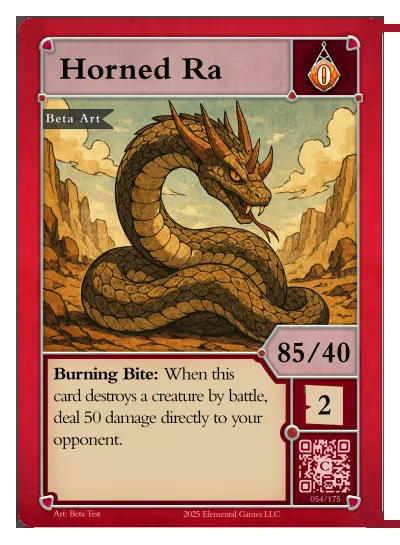 Horned Ra
0
Beta Art
85/40
Burning Bite: When this
card destroys a creature by battle,
deal 50 damage directly to your
opponent.
2
054/175
Art: Beta Test
2025 Elemental Games LLC